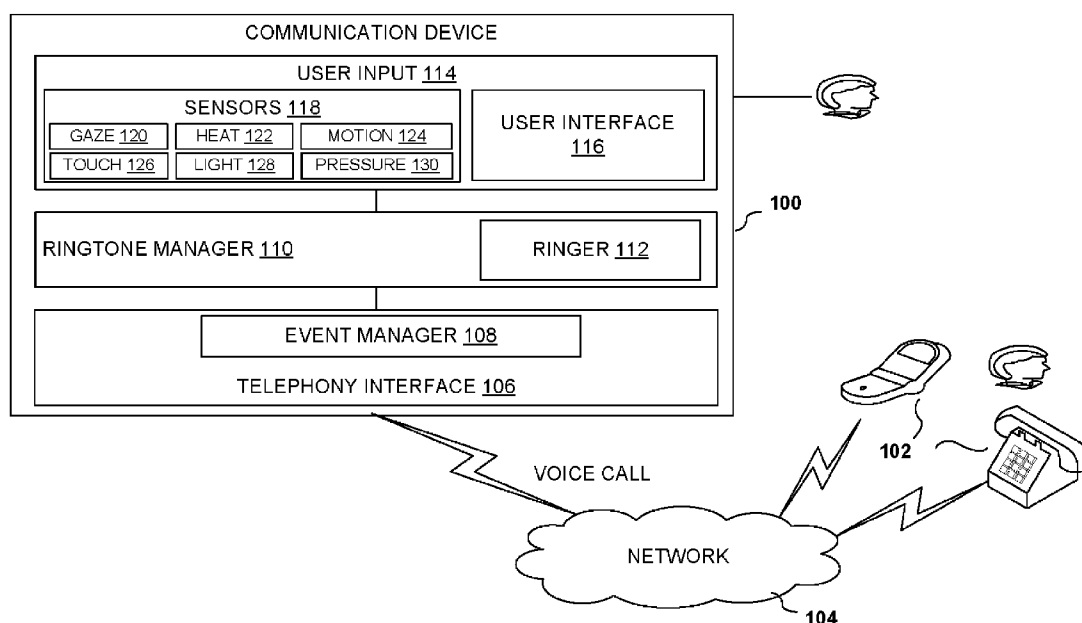 COMMUNICATION DEVICE
USER INPUT 114
SENSORS 118
GAZE 120
HEAT 122
MOTION 124
TOUCH 126
LIGHT 128
PRESSURE 130
USER INTERFACE
116
100
RINGTONE MANAGER 110
RINGER 112
EVENT MANAGER 108
TELEPHONY INTERFACE 106
102
VOICE CALL
NETWORK
104